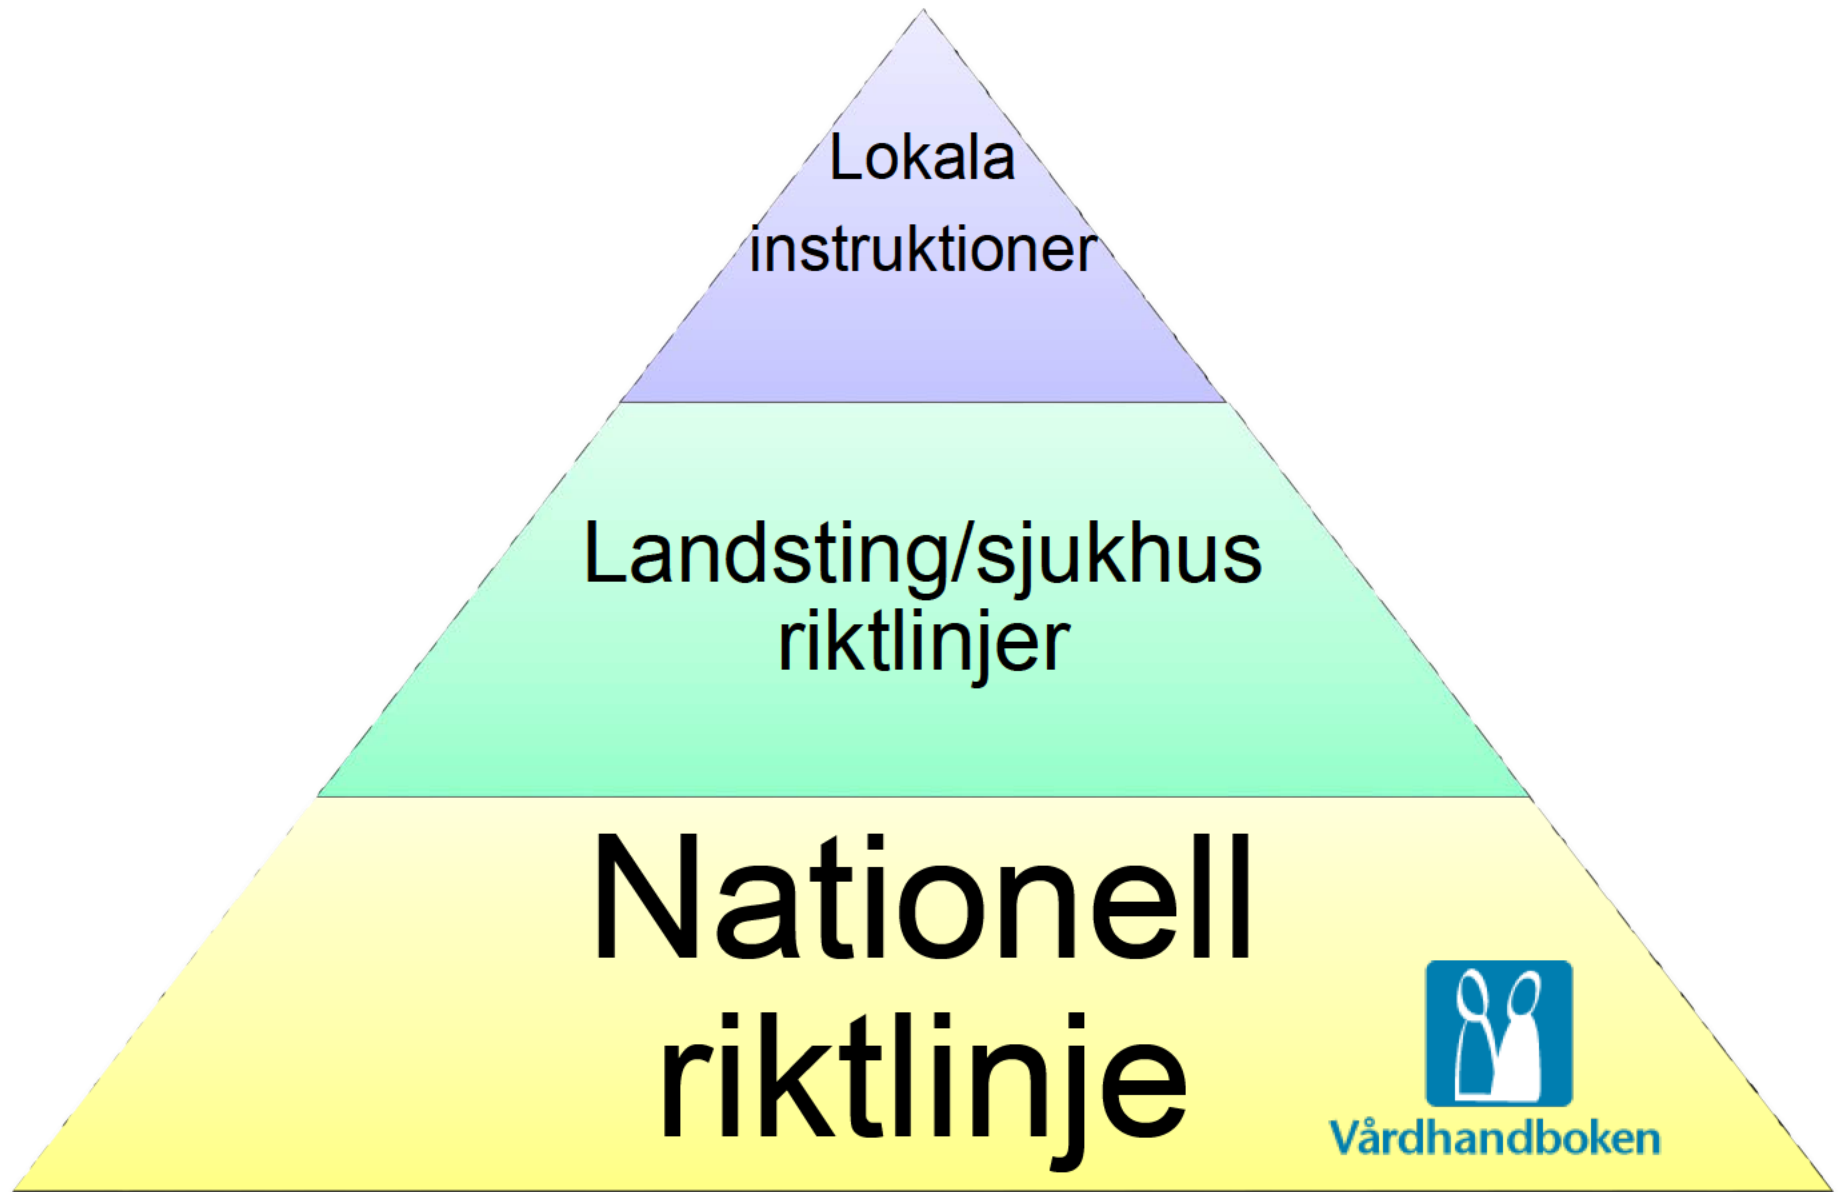 Lokala
instruktioner
Landsting/sjukhus
riktlinjer
Nationell
riktlinje
Vårdhandboken